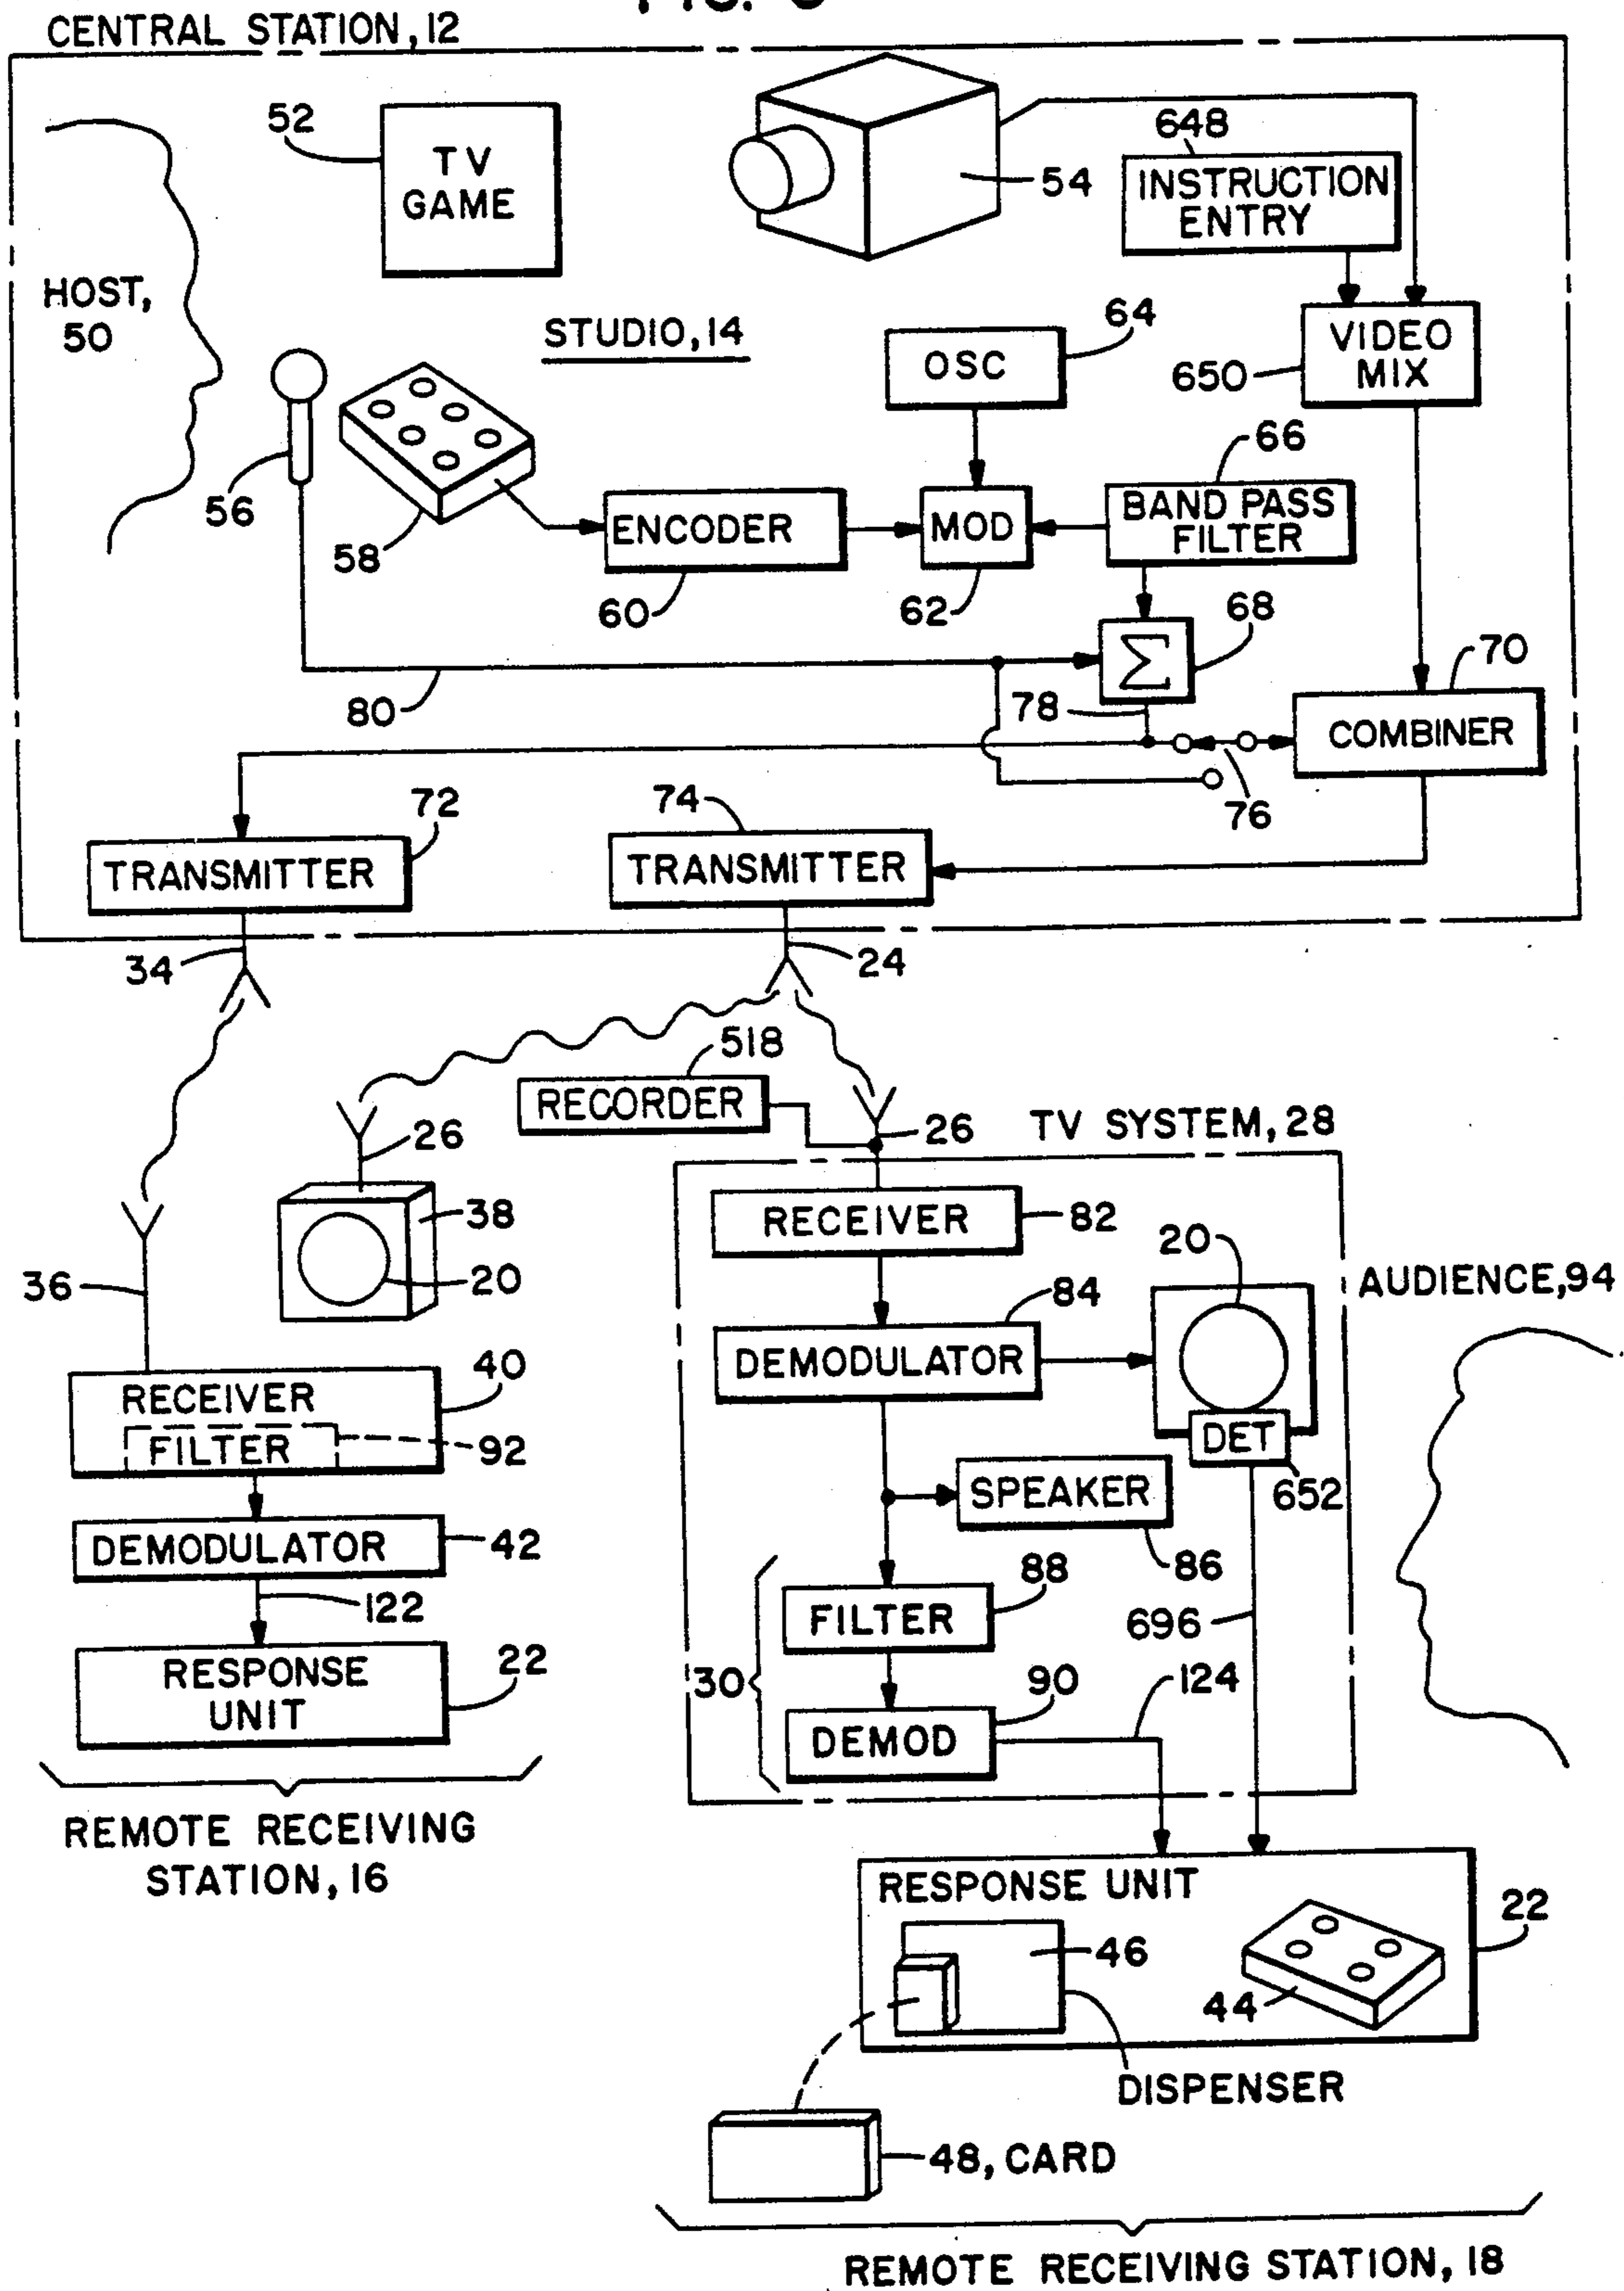 CENTRAL STATION, 12
52
TV
GAME
54
648
INSTRUCTION
ENTRY
HOST,
50
STUDIO, 14
64
OSC
650
VIDEO
MIX
56
58
66
ENCODER
MOD
BAND PASS
FILTER
60
62
68
Σ
80
78
70
COMBINER
76
72
74
TRANSMITTER
TRANSMITTER
34
24
518
RECORDER
26
26
TV SYSTEM, 28
38
RECEIVER
82
20
20
36
84
AUDIENCE, 94
DEMODULATOR
40
RECEIVER
FILTER
92
DET
652
SPEAKER
86
DEMODULATOR
42
122
88
FILTER
696
RESPONSE
UNIT
22
30
90
124
DEMOD
REMOTE RECEIVING
STATION, 16
RESPONSE UNIT
22
46
44
DISPENSER
48, CARD
REMOTE RECEIVING STATION, 18